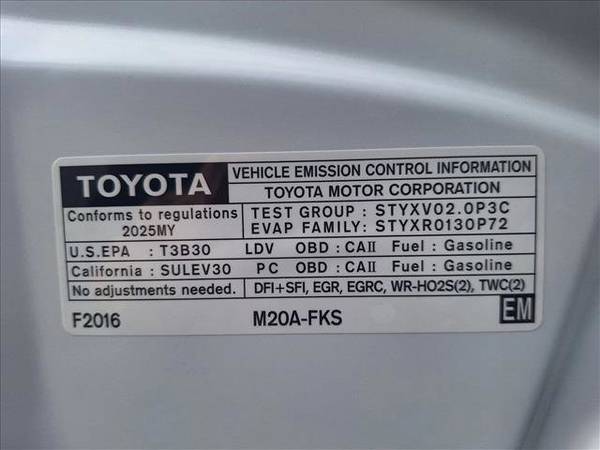 TOYOTA
VEHICLE EMISSION CONTROL INFORMATION
TOYOTA MOTOR CORPORATION
Conforms to regulations
2025MY
TEST GROUP : STYXV02.0P3C
EVAP FAMILY: STYXR0130P72
U.S.EPA : T3B30 LDV OBD : CAII Fuel : Gasoline
California : SULEV30 PC OBD : CAII Fuel : Gasoline
No adjustments needed. DFI+SFI, EGR, EGRC, WR-HO2S(2), TWC(2)
F2016 M20A-FKS EM